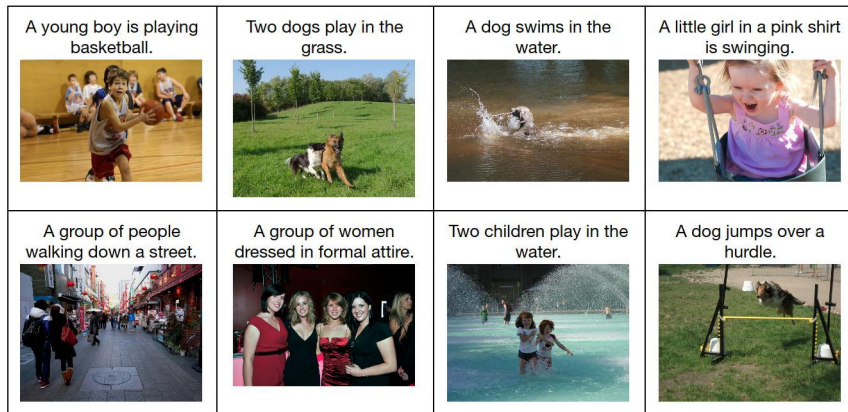 A young boy is playing
basketball.
Two dogs play in the
grass.
A dog swims in the
water.
A little girl in a pink shirt
is swinging.
A group of people
walking down a street.
A group of women
dressed in formal attire.
Two children play in the
water.
A dog jumps over a
hurdle.